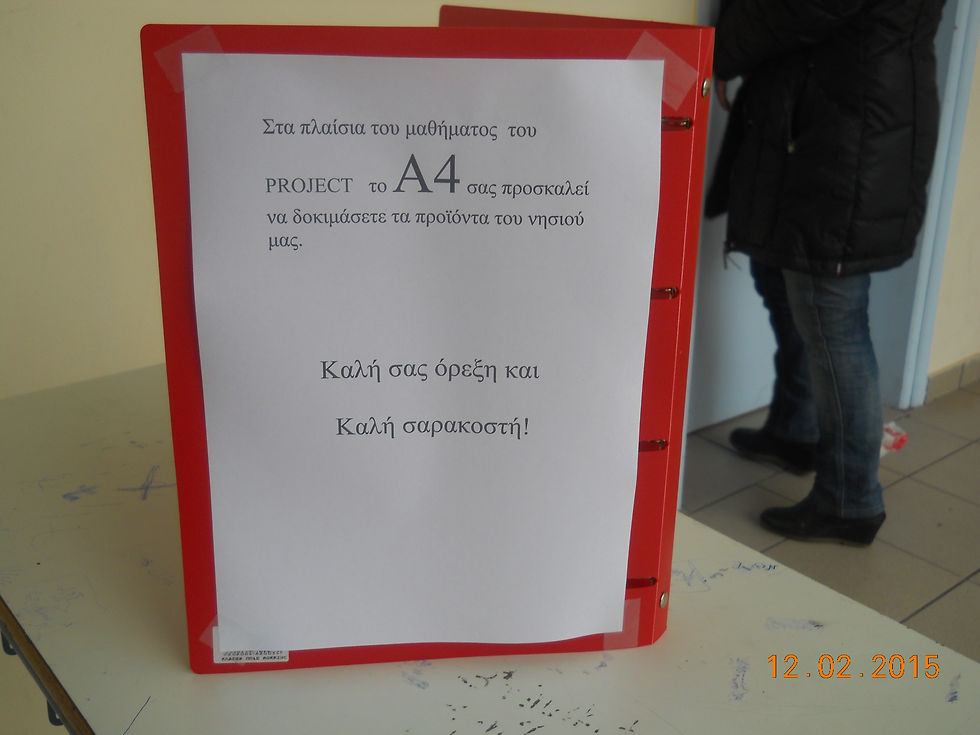 Στα πλαίσια του μαθήματος του
PROJECT το Α4 σας προσκαλεί
να δοκιμάσετε τα προϊόντα του νησιού
μας.
Καλή σας όρεξη και
Καλή σαρακοστή!
12.02.2015